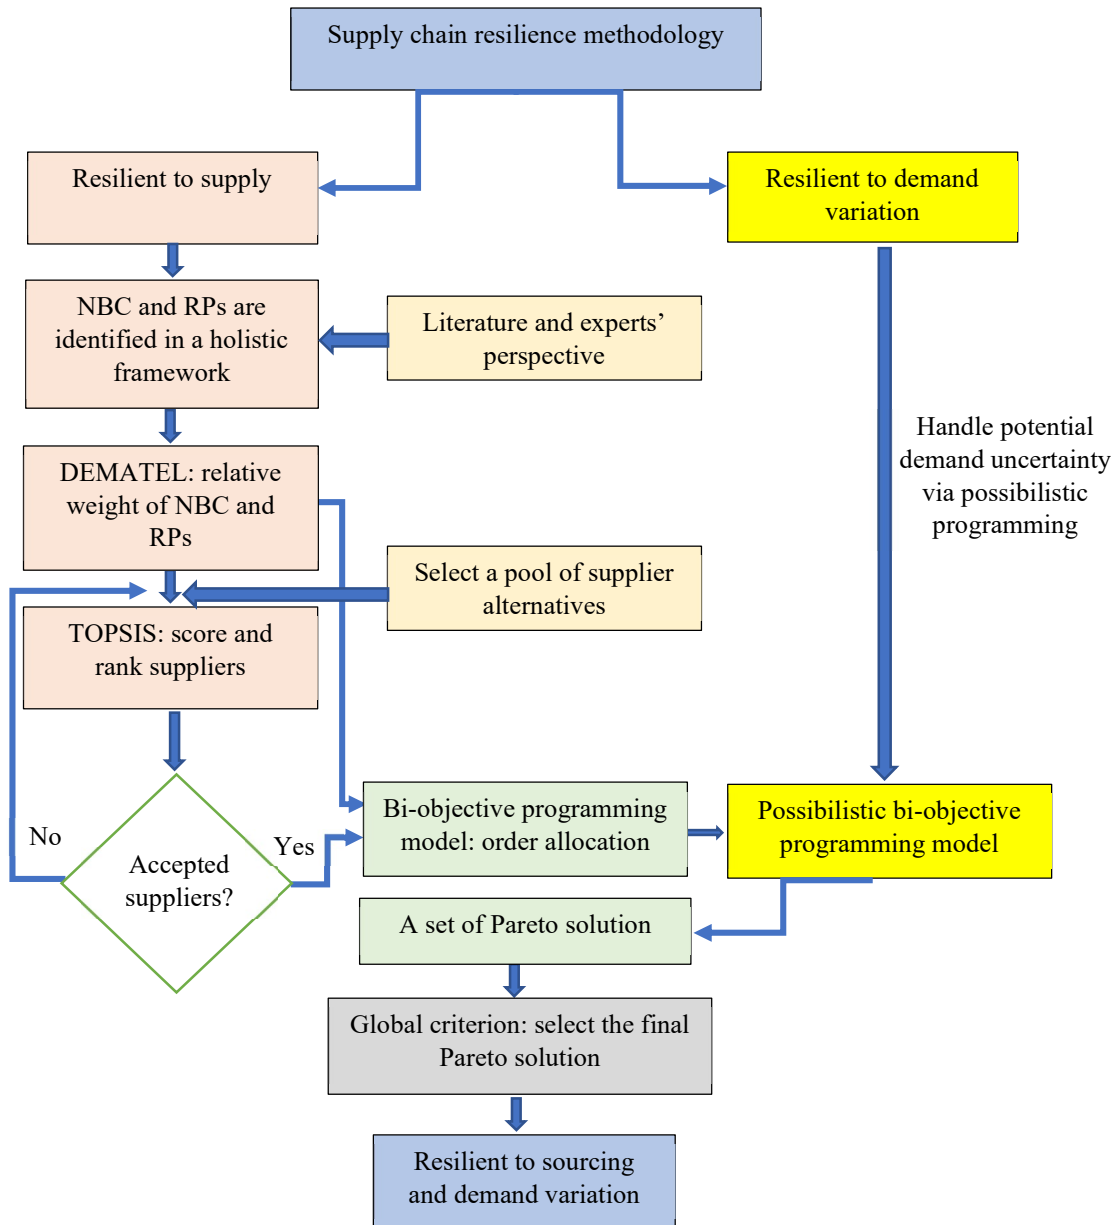 Supply chain resilience methodology
Resilient to supply
Resilient to demand
variation
NBC and RPs are
identified in a holistic
framework
Literature and experts’
perspective
Handle potential
demand uncertainty
via possibilistic
programming
DEMATEL: relative
weight of NBC and
RPs
Select a pool of supplier
alternatives
TOPSIS: score and
rank suppliers
No
Accepted
suppliers?
Yes
Bi-objective programming
model: order allocation
Possibilistic bi-objective
programming model
A set of Pareto solution
Global criterion: select the final
Pareto solution
Resilient to sourcing
and demand variation